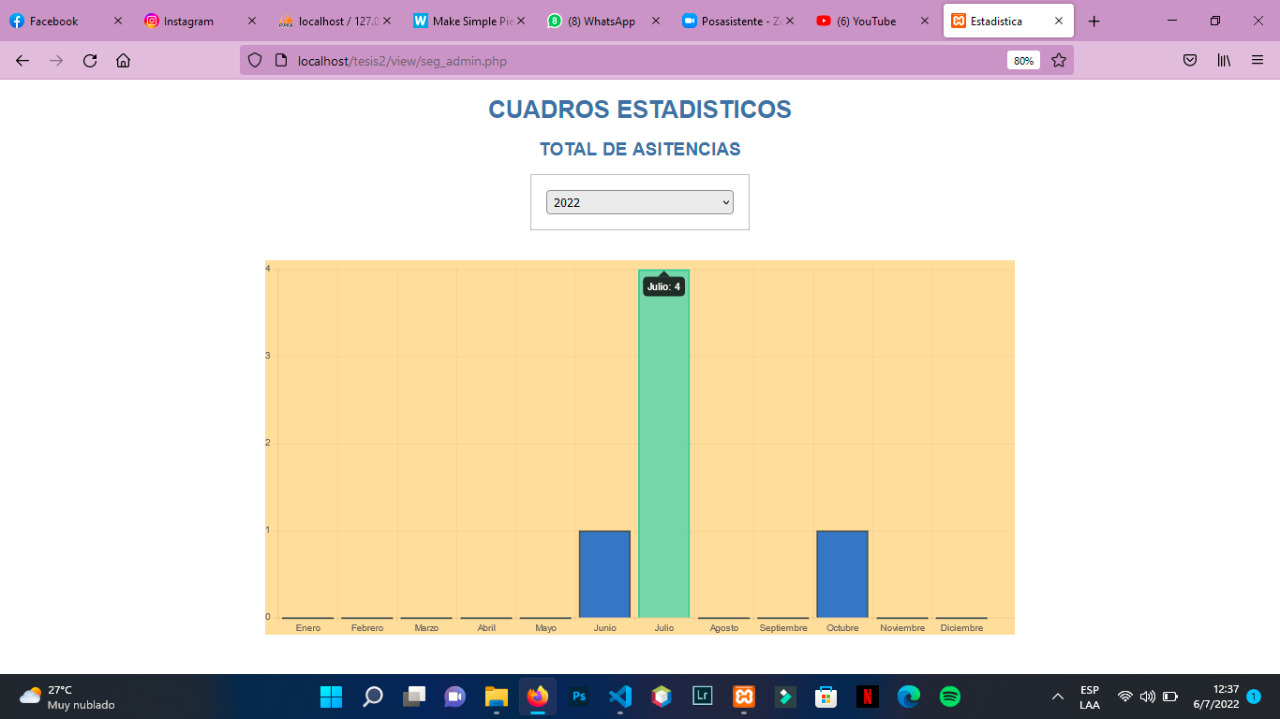 Facebook
Instagram
localhost / 127.0
Make Simple Pie
(8) WhatsApp
Posasistente - Zo
(6) YouTube
Estadistica
localhost/tesis2/view/seg_admin.php
80%
CUADROS ESTADISTICOS
TOTAL DE ASITENCIAS
2022
4
Julio: 4
3
2
1
0
Enero
Febrero
Marzo
Abril
Mayo
Junio
Julio
Agosto
Septiembre
Octubre
Noviembre
Diciembre
27°C
Muy nublado
Ps
Lr
N
ESP
LAA
12:37
6/7/2022
1